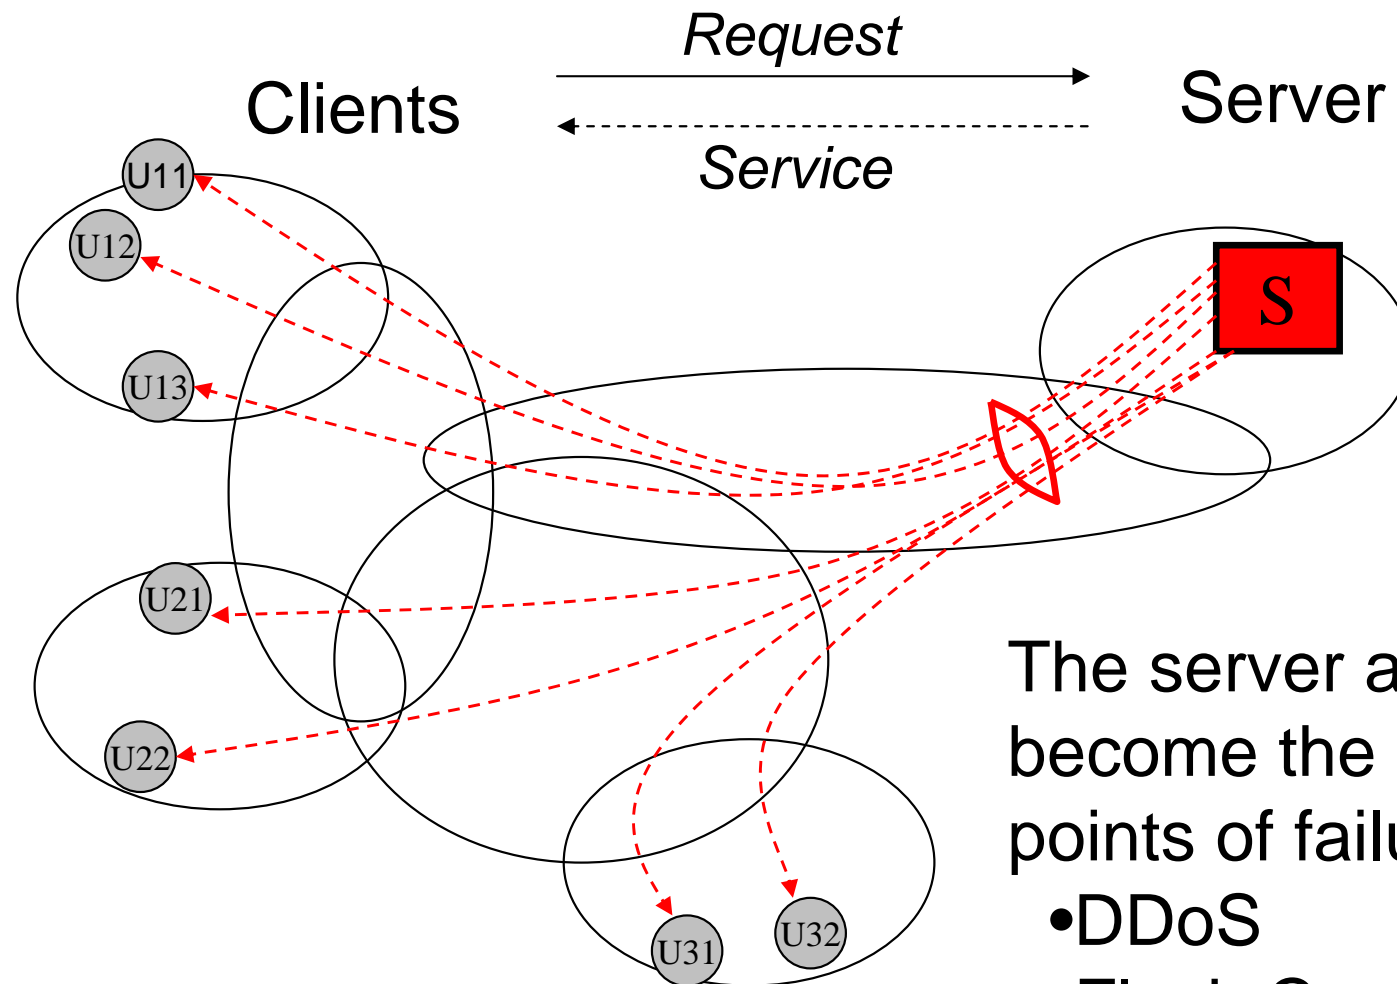 Request
Clients
Server
Service
U11
U12
S
U13
U21
The server a
become the
U22
points of failu
•DDoS
U32
U31